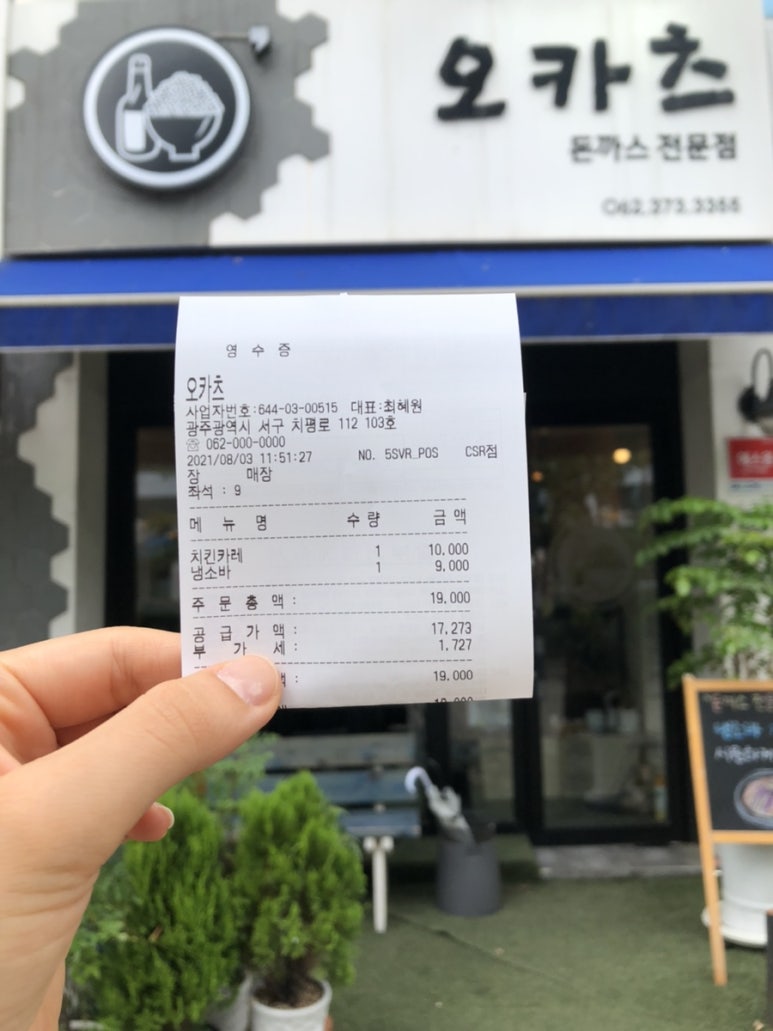 오카츠
돈까스 전문점
062.373.3355
영 수 증
오카츠
사업자번호:644-03-00515 대표:최혜원
광주광역시 서구 치평로 112 103호
☏ 062-000-0000
2021/08/03 11:51:27 NO. 5SVR_POS CSR점
장 매장
좌석 : 9
메 뉴 명 수 량 금 액
치킨카레 1 10,000
냉소바 1 9,000
주 문 총 액 : 19,000
공 급 가 액 : 17,273
부 가 세 : 1,727
액 : 19,000